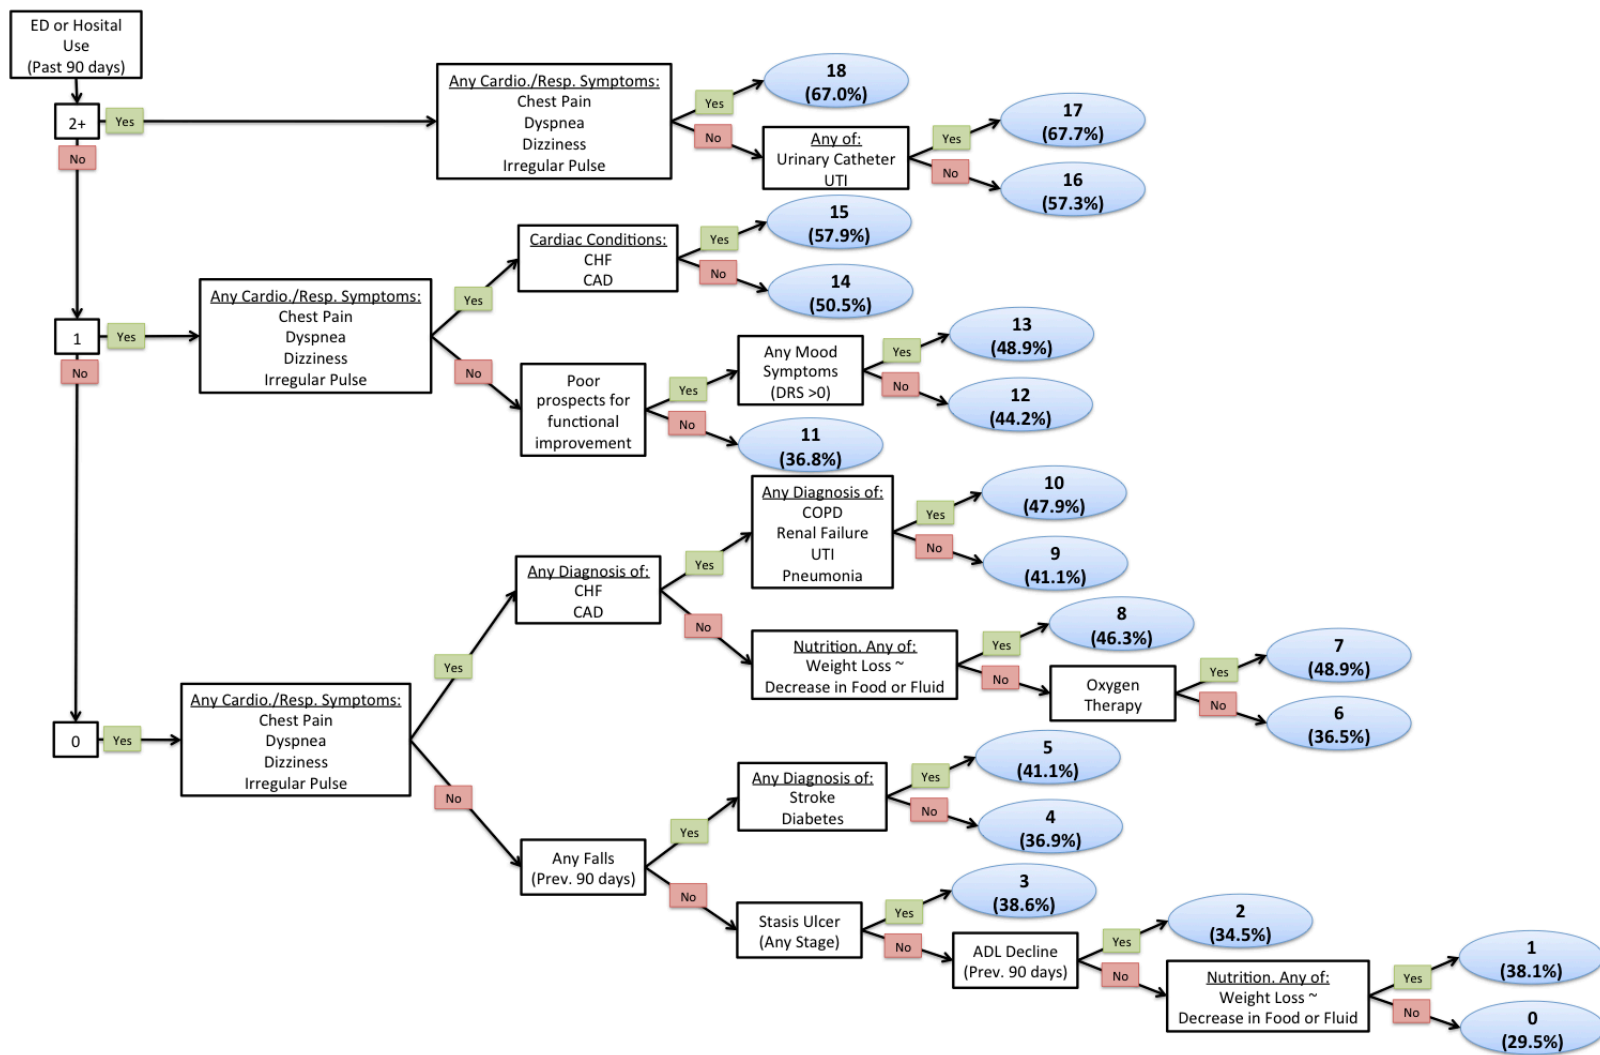 ED or Hosital
Use
(Past 90 days)
2+
Yes
No
Any Cardio./Resp. Symptoms:
Chest Pain
Dyspnea
Dizziness
Irregular Pulse
Yes
No
18
(67.0%)
Any of:
Urinary Catheter
UTI
Yes
No
17
(67.7%)
16
(57.3%)
1
Yes
No
Any Cardio./Resp. Symptoms:
Chest Pain
Dyspnea
Dizziness
Irregular Pulse
Yes
No
Cardiac Conditions:
CHF
CAD
Yes
No
15
(57.9%)
14
(50.5%)
Poor
prospects for
functional
improvement
Yes
No
Any Mood
Symptoms
(DRS >0)
Yes
No
13
(48.9%)
12
(44.2%)
11
(36.8%)
0
Yes
Any Cardio./Resp. Symptoms:
Chest Pain
Dyspnea
Dizziness
Irregular Pulse
Yes
No
Any Diagnosis of:
CHF
CAD
Yes
No
Any Diagnosis of:
COPD
Renal Failure
UTI
Pneumonia
Yes
No
10
(47.9%)
9
(41.1%)
Nutrition. Any of:
Weight Loss ~
Decrease in Food or Fluid
Yes
No
8
(46.3%)
Oxygen
Therapy
Yes
No
7
(48.9%)
6
(36.5%)
Any Falls
(Prev. 90 days)
Yes
No
Any Diagnosis of:
Stroke
Diabetes
Yes
No
5
(41.1%)
4
(36.9%)
Stasis Ulcer
(Any Stage)
Yes
No
3
(38.6%)
ADL Decline
(Prev. 90 days)
Yes
No
2
(34.5%)
Nutrition. Any of:
Weight Loss ~
Decrease in Food or Fluid
Yes
No
1
(38.1%)
0
(29.5%)